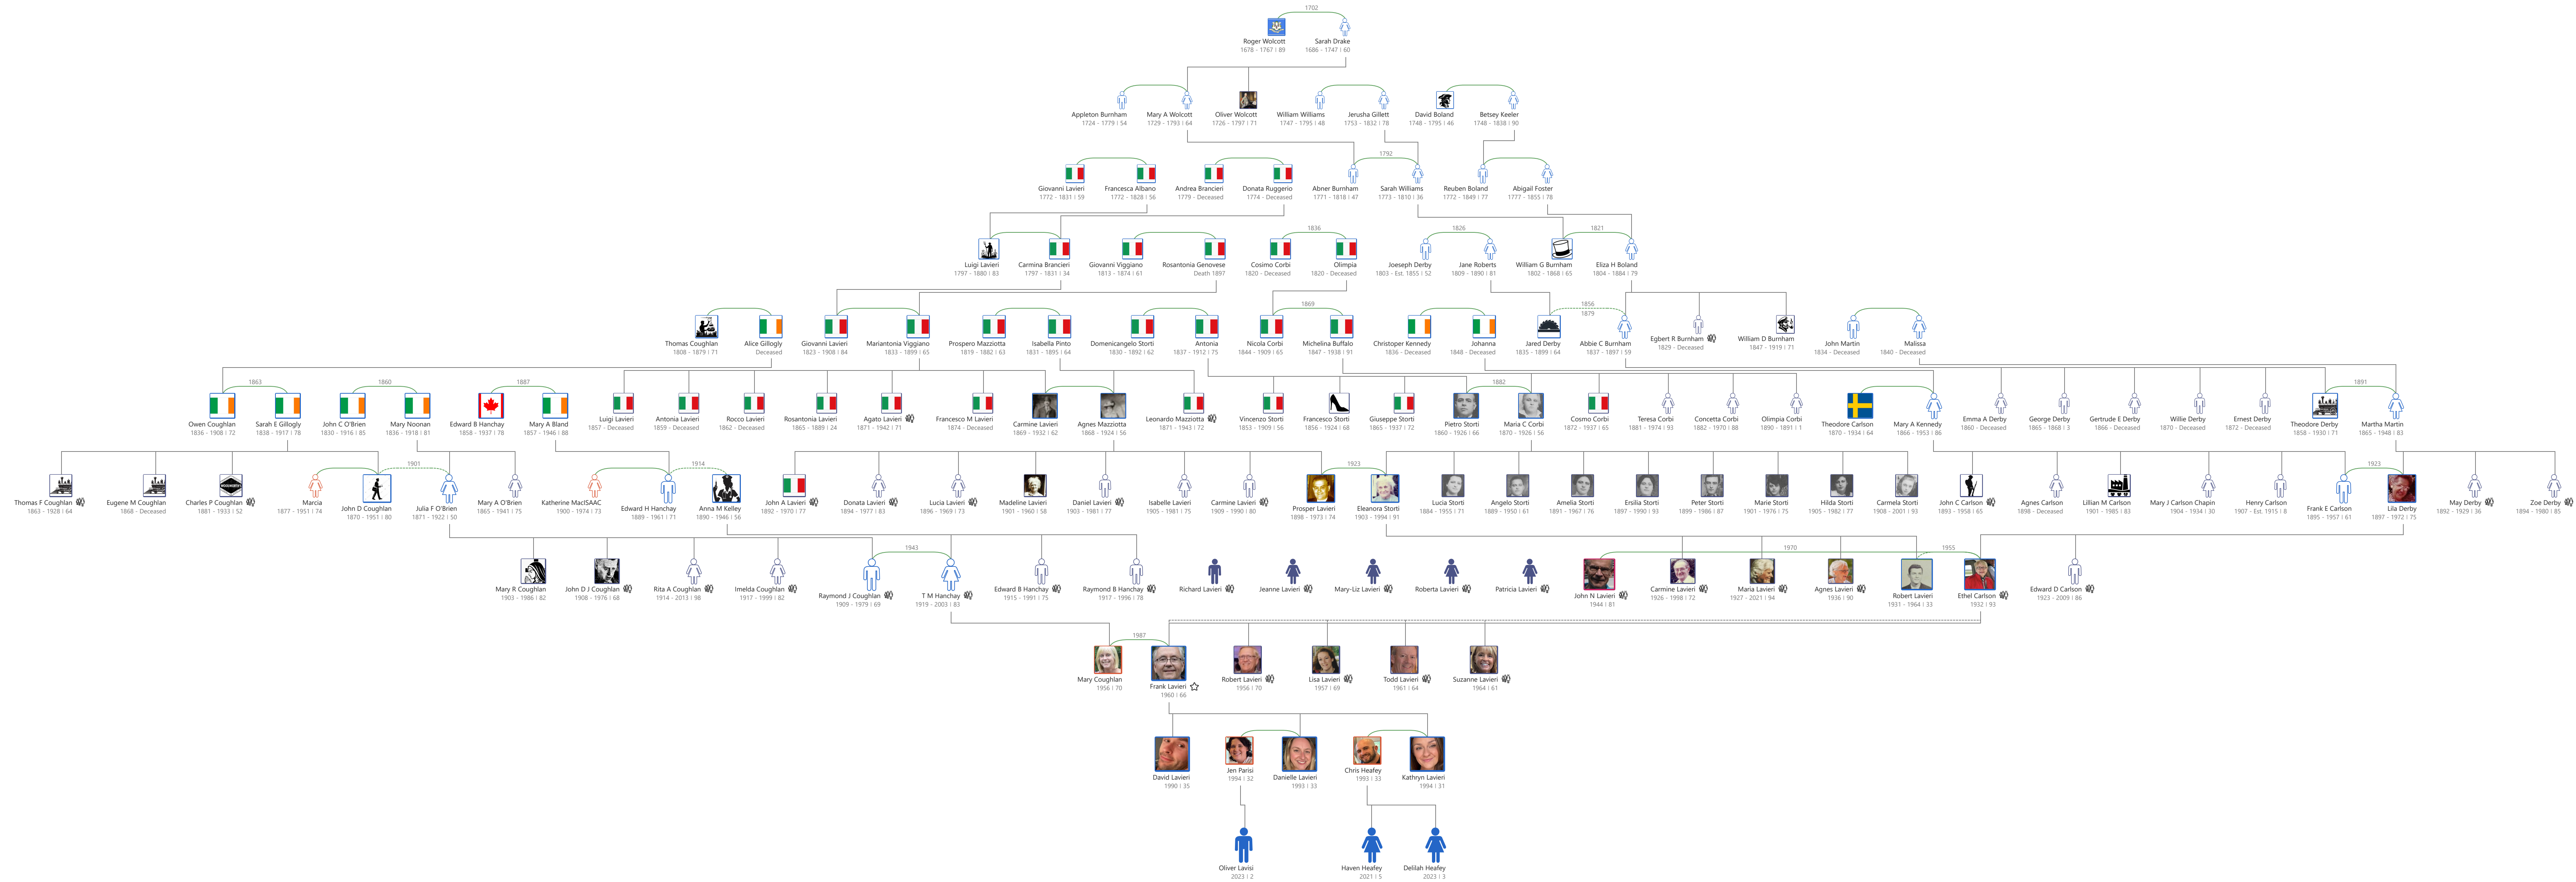 1702
Roger Wolcott
1678 - 1767 | 89
Sarah Drake
1686 - 1747 | 60
Appleton Burnham
1724 - 1779 | 54
Mary A Wolcott
1729 - 1793 | 64
Oliver Wolcott
1726 - 1797 | 71
William Williams
1747 - 1795 | 48
Jerusha Gillett
1753 - 1832 | 78
David Boland
1748 - 1795 | 46
Betsey Keeler
1748 - 1838 | 90
1792
Giovanni Lavieri
1772 - 1831 | 59
Francesca Albano
1772 - 1828 | 56
Andrea Brancieri
1779 - Deceased
Donata Ruggerio
1774 - Deceased
Abner Burnham
1771 - 1818 | 47
Sarah Williams
1773 - 1810 | 36
Reuben Boland
1772 - 1849 | 77
Abigail Foster
1777 - 1855 | 78
1836
1826
1821
Luigi Lavieri
1797 - 1880 | 83
Carmina Brancieri
1797 - 1831 | 34
Giovanni Viggiano
1813 - 1874 | 61
Rosantonia Genovese
Death 1897
Cosimo Corbi
1820 - Deceased
Olimpia
1820 - Deceased
Joeseph Derby
1803 - Est. 1855 | 52
Jane Roberts
1809 - 1890 | 81
William G Burnham
1802 - 1868 | 65
Eliza H Boland
1804 - 1884 | 79
1869
1856
1879
Thomas Coughlan
1808 - 1879 | 71
Alice Gillogly
Deceased
Giovanni Lavieri
1823 - 1908 | 84
Mariantonia Viggiano
1833 - 1899 | 65
Prospero Mazziotta
1819 - 1882 | 63
Isabella Pinto
1831 - 1895 | 64
Domenicangelo Storti
1830 - 1892 | 62
Antonia
1837 - 1912 | 75
Nicola Corbi
1844 - 1909 | 65
Michelina Buffalo
1847 - 1938 | 91
Christoper Kennedy
1836 - Deceased
Johanna
1848 - Deceased
Jared Derby
1835 - 1899 | 64
Abbie C Burnham
1837 - 1897 | 59
Egbert R Burnham
1829 - Deceased
William D Burnham
1847 - 1919 | 71
John Martin
1834 - Deceased
Malissa
1840 - Deceased
1863
1860
1887
1882
1891
Owen Coughlan
1836 - 1908 | 72
Sarah E Gillogly
1838 - 1917 | 78
John C O'Brien
1830 - 1916 | 85
Mary Noonan
1836 - 1918 | 81
Edward B Hanchay
1858 - 1937 | 78
Mary A Bland
1857 - 1946 | 88
Luigi Lavieri
1857 - Deceased
Antonia Lavieri
1859 - Deceased
Rocco Lavieri
1862 - Deceased
Rosantonia Lavieri
1865 - 1889 | 24
Agato Lavieri
1871 - 1942 | 71
Francesco M Lavieri
1874 - Deceased
Carmine Lavieri
1869 - 1932 | 62
Agnes Mazziotta
1868 - 1924 | 56
Leonardo Mazziotta
1871 - 1943 | 72
Vincenzo Storti
1853 - 1909 | 56
Francesco Storti
1856 - 1924 | 68
Giuseppe Storti
1865 - 1937 | 72
Pietro Storti
1860 - 1926 | 66
Maria C Corbi
1870 - 1926 | 56
Cosmo Corbi
1872 - 1937 | 65
Teresa Corbi
1881 - 1974 | 93
Concetta Corbi
1882 - 1970 | 88
Olimpia Corbi
1890 - 1891 | 1
Theodore Carlson
1870 - 1934 | 64
Mary A Kennedy
1866 - 1953 | 86
Emma A Derby
1860 - Deceased
George Derby
1865 - 1868 | 3
Gertrude E Derby
1866 - Deceased
Willie Derby
1870 - Deceased
Ernest Derby
1872 - Deceased
Theodore Derby
1858 - 1930 | 71
Martha Martin
1865 - 1948 | 83
1901
1914
1923
1923
Thomas F Coughlan
1863 - 1928 | 64
Eugene M Coughlan
1868 - Deceased
Charles P Coughlan
1881 - 1933 | 52
Marcia
1877 - 1951 | 74
John D Coughlan
1870 - 1951 | 80
Julia F O'Brien
1871 - 1922 | 50
Mary A O'Brien
1865 - 1941 | 75
Katherine MacISAAC
1900 - 1974 | 73
Edward H Hanchay
1889 - 1961 | 71
Anna M Kelley
1890 - 1946 | 56
John A Lavieri
1892 - 1970 | 77
Donata Lavieri
1894 - 1977 | 83
Lucia Lavieri
1896 - 1969 | 73
Madeline Lavieri
1901 - 1960 | 58
Daniel Lavieri
1903 - 1981 | 77
Isabelle Lavieri
1905 - 1981 | 75
Carmine Lavieri
1909 - 1990 | 80
Prosper Lavieri
1898 - 1973 | 74
Eleanora Storti
1903 - 1994 | 91
Lucia Storti
1884 - 1955 | 71
Angelo Storti
1889 - 1950 | 61
Amelia Storti
1891 - 1967 | 76
Ersilia Storti
1897 - 1990 | 93
Peter Storti
1899 - 1986 | 87
Marie Storti
1901 - 1976 | 75
Hilda Storti
1905 - 1982 | 77
Carmela Storti
1908 - 2001 | 93
John C Carlson
1893 - 1958 | 65
Agnes Carlson
1898 - Deceased
Lillian M Carlson
1901 - 1985 | 83
Mary J Carlson Chapin
1904 - 1934 | 30
Henry Carlson
1907 - Est. 1915 | 8
Frank E Carlson
1895 - 1957 | 61
Lila Derby
1897 - 1972 | 75
May Derby
1892 - 1929 | 36
Zoe Derby
1894 - 1980 | 85
1943
1970
1955
Mary R Coughlan
1903 - 1986 | 82
John D J Coughlan
1908 - 1976 | 68
Rita A Coughlan
1914 - 2013 | 98
Imelda Coughlan
1917 - 1999 | 82
Raymond J Coughlan
1909 - 1979 | 69
T M Hanchay
1919 - 2003 | 83
Edward B Hanchay
1915 - 1991 | 75
Raymond B Hanchay
1917 - 1996 | 78
Richard Lavieri
Jeanne Lavieri
Mary-Liz Lavieri
Roberta Lavieri
Patricia Lavieri
John N Lavieri
1944 | 81
Carmine Lavieri
1926 - 1998 | 72
Maria Lavieri
1927 - 2021 | 94
Agnes Lavieri
1936 | 90
Robert Lavieri
1931 - 1964 | 33
Ethel Carlson
1932 | 93
Edward D Carlson
1923 - 2009 | 86
1987
Mary Coughlan
1956 | 70
Frank Lavieri
1960 | 66
Robert Lavieri
1956 | 70
Lisa Lavieri
1957 | 69
Todd Lavieri
1961 | 64
Suzanne Lavieri
1964 | 61
David Lavieri
1990 | 35
Jen Parisi
1994 | 32
Danielle Lavieri
1993 | 33
Chris Heafey
1993 | 33
Kathryn Lavieri
1994 | 31
Oliver Lavisi
2023 | 2
Haven Heafey
2021 | 5
Delilah Heafey
2023 | 3